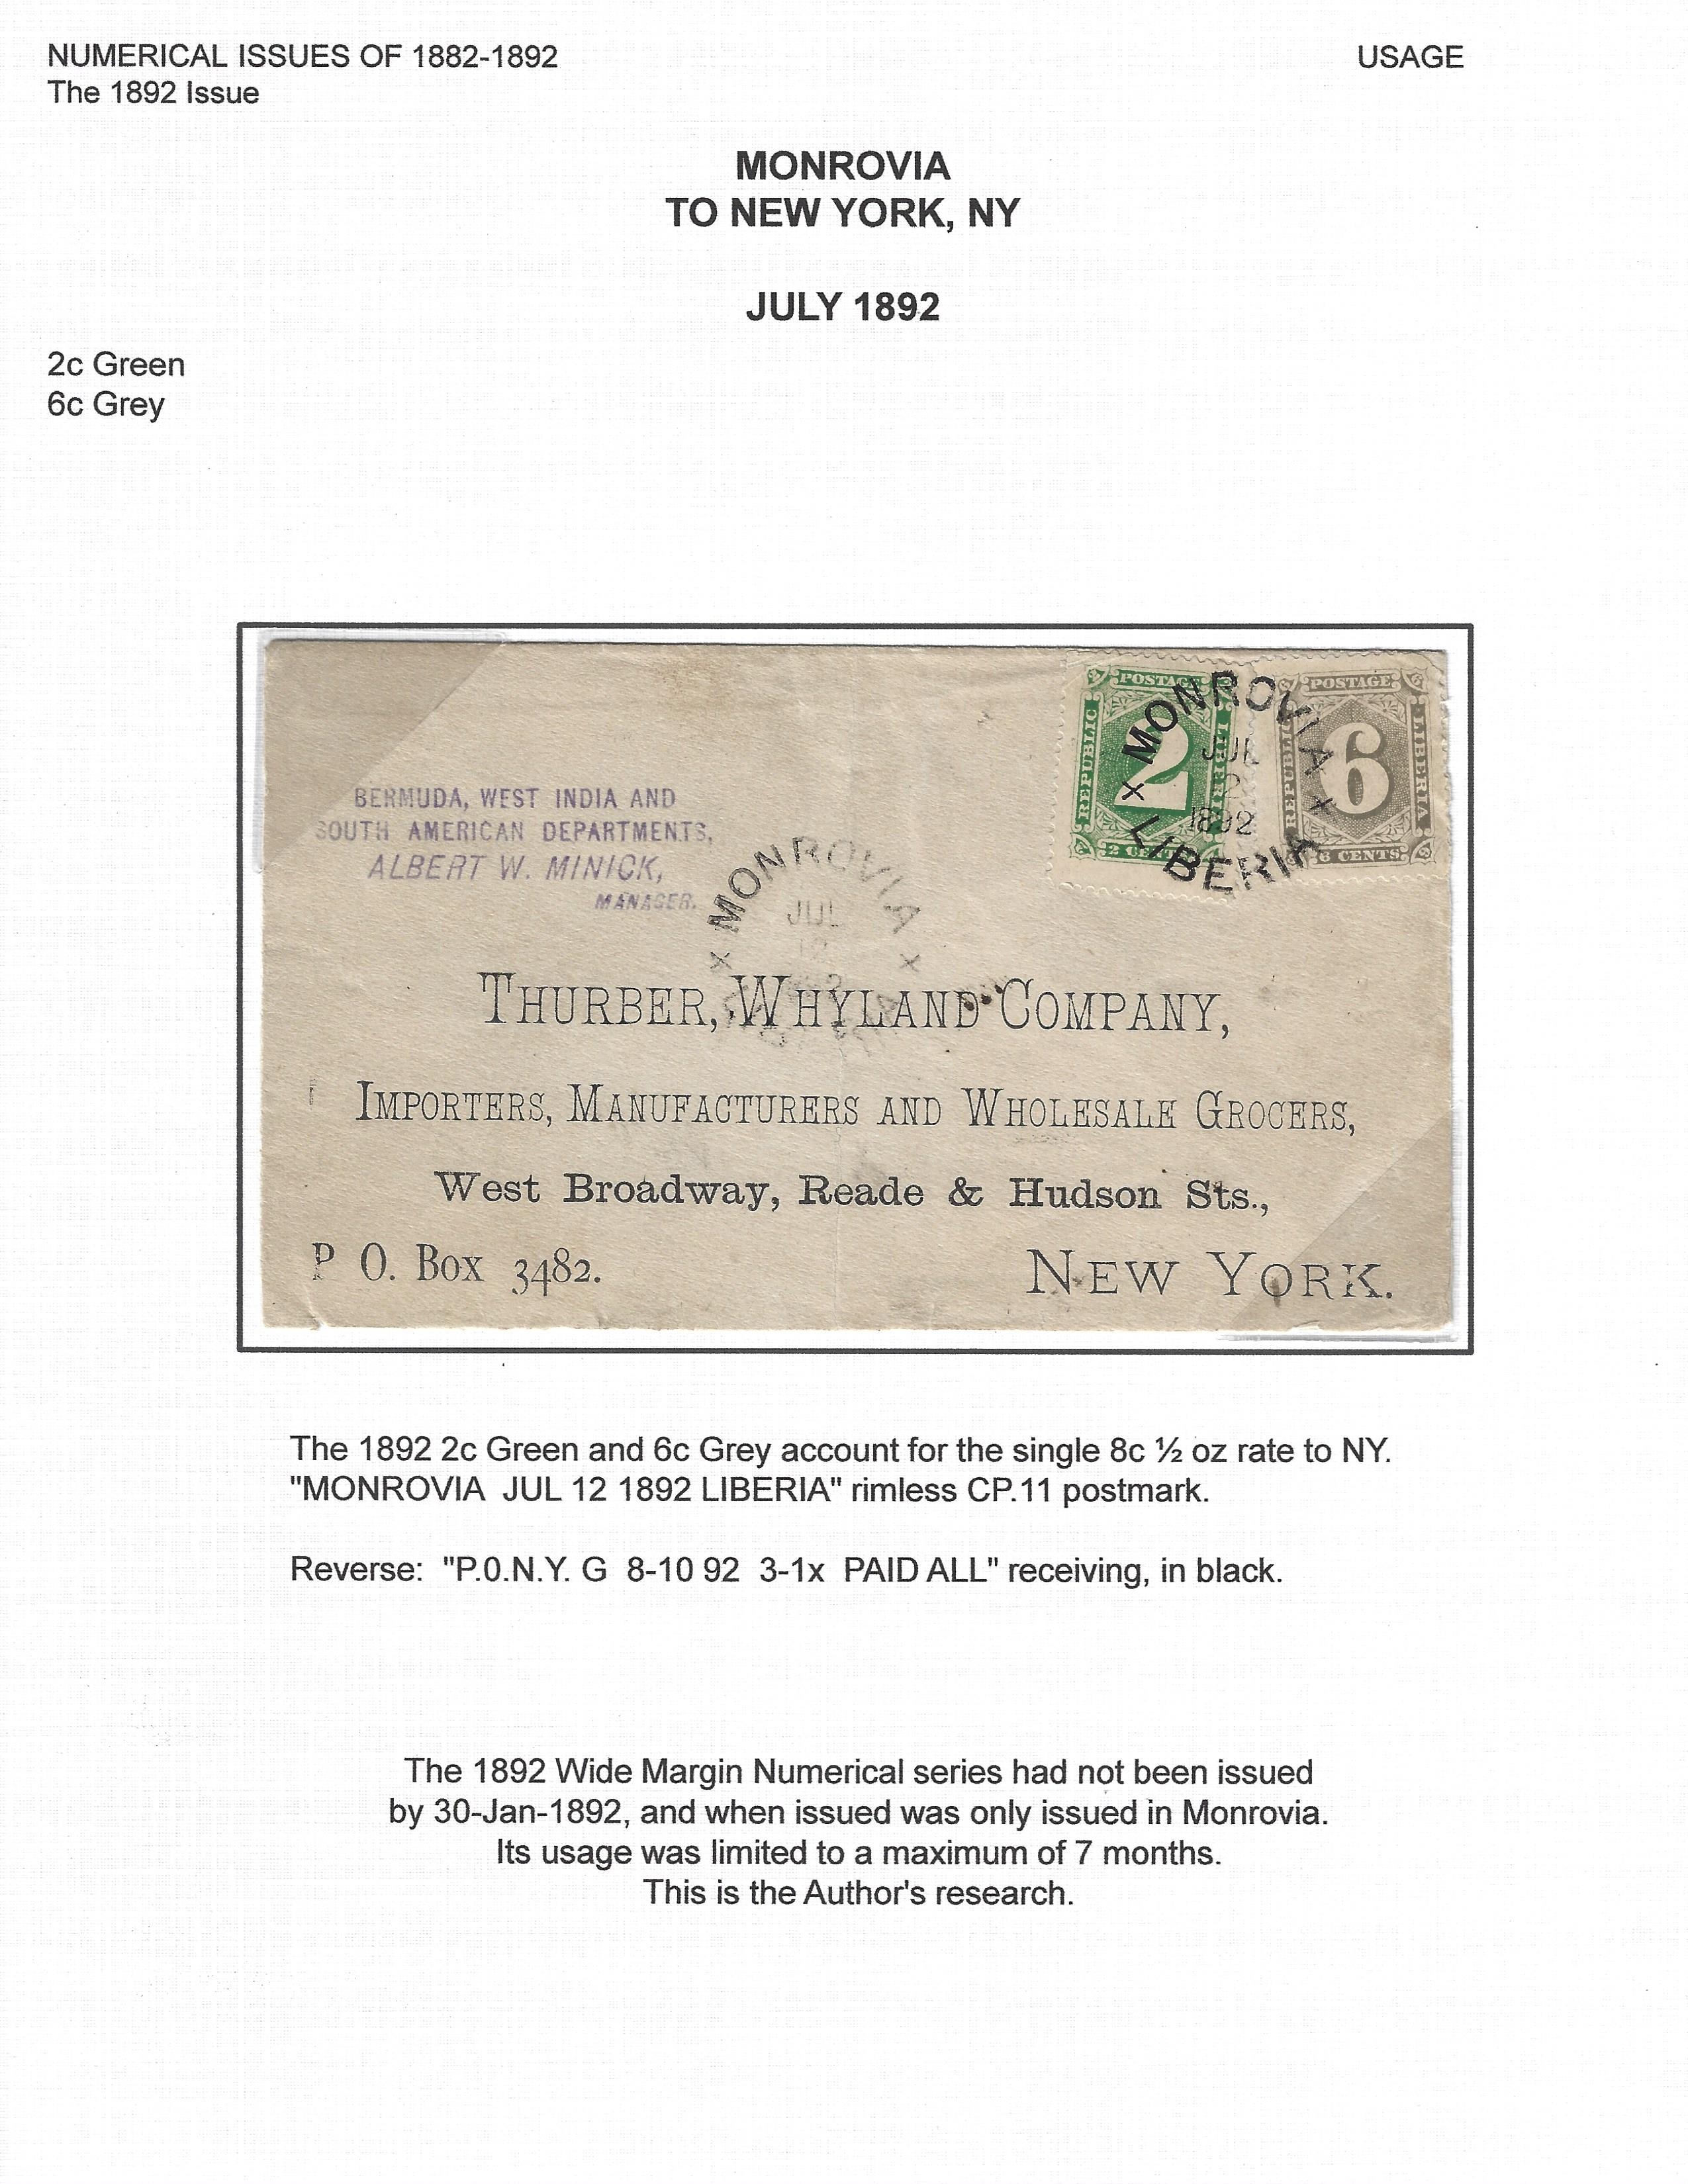 NUMERICAL ISSUES OF 1882-1892
USAGE
The 1892 Issue
MONROVIA
TO NEW YORK, NY
JULY 1892
2c Green
6c Grey
POSTAGE
REPUBLIC
LIBERIA
2
2 CENTS
POSTAGE
REPUBLIC
LIBERIA
6
6 CENTS
MONROVIA
JUL
2
1892
LIBERIA
BERMUDA, WEST INDIA AND
SOUTH AMERICAN DEPARTMENTS,
ALBERT W. MINICK,
MANAGER.
MONROVIA
JUL
THURBER, WHYLAND COMPANY,
IMPORTERS, MANUFACTURERS AND WHOLESALE GROCERS,
West Broadway, Reade & Hudson Sts.,
P O. Box 3482.
NEW YORK.
The 1892 2c Green and 6c Grey account for the single 8c ½ oz rate to NY.
"MONROVIA JUL 12 1892 LIBERIA" rimless CP.11 postmark.
Reverse: "P.0.N.Y. G 8-10 92 3-1x PAID ALL" receiving, in black.
The 1892 Wide Margin Numerical series had not been issued
by 30-Jan-1892, and when issued was only issued in Monrovia.
Its usage was limited to a maximum of 7 months.
This is the Author's research.